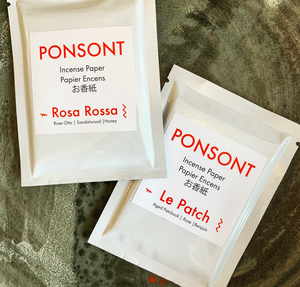 PONSONT
Incense Paper
Papier Encens
お香紙
Rosa Rossa
Rose Otto | Sandalwood | Honey
PONSONT
Incense Paper
Papier Encens
お香紙
Le Patch
Aged Patchouli | Rose | Benjoin